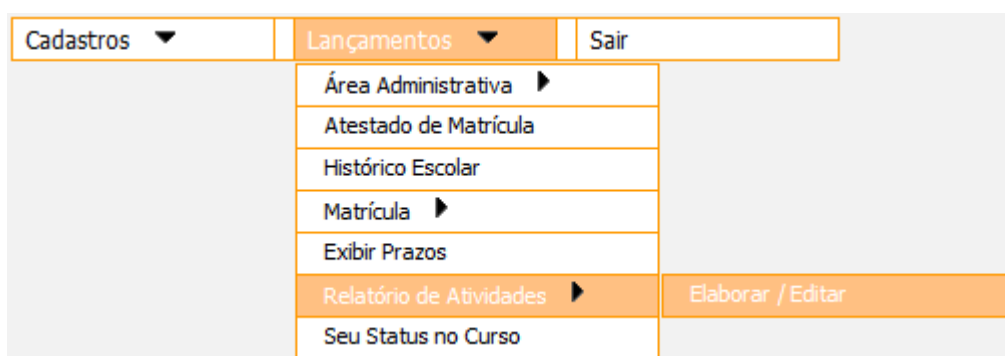 Cadastros
Lançamentos
Sair
Área Administrativa
Atestado de Matrícula
Histórico Escolar
Matrícula
Exibir Prazos
Relatório de Atividades
Elaborar / Editar
Seu Status no Curso